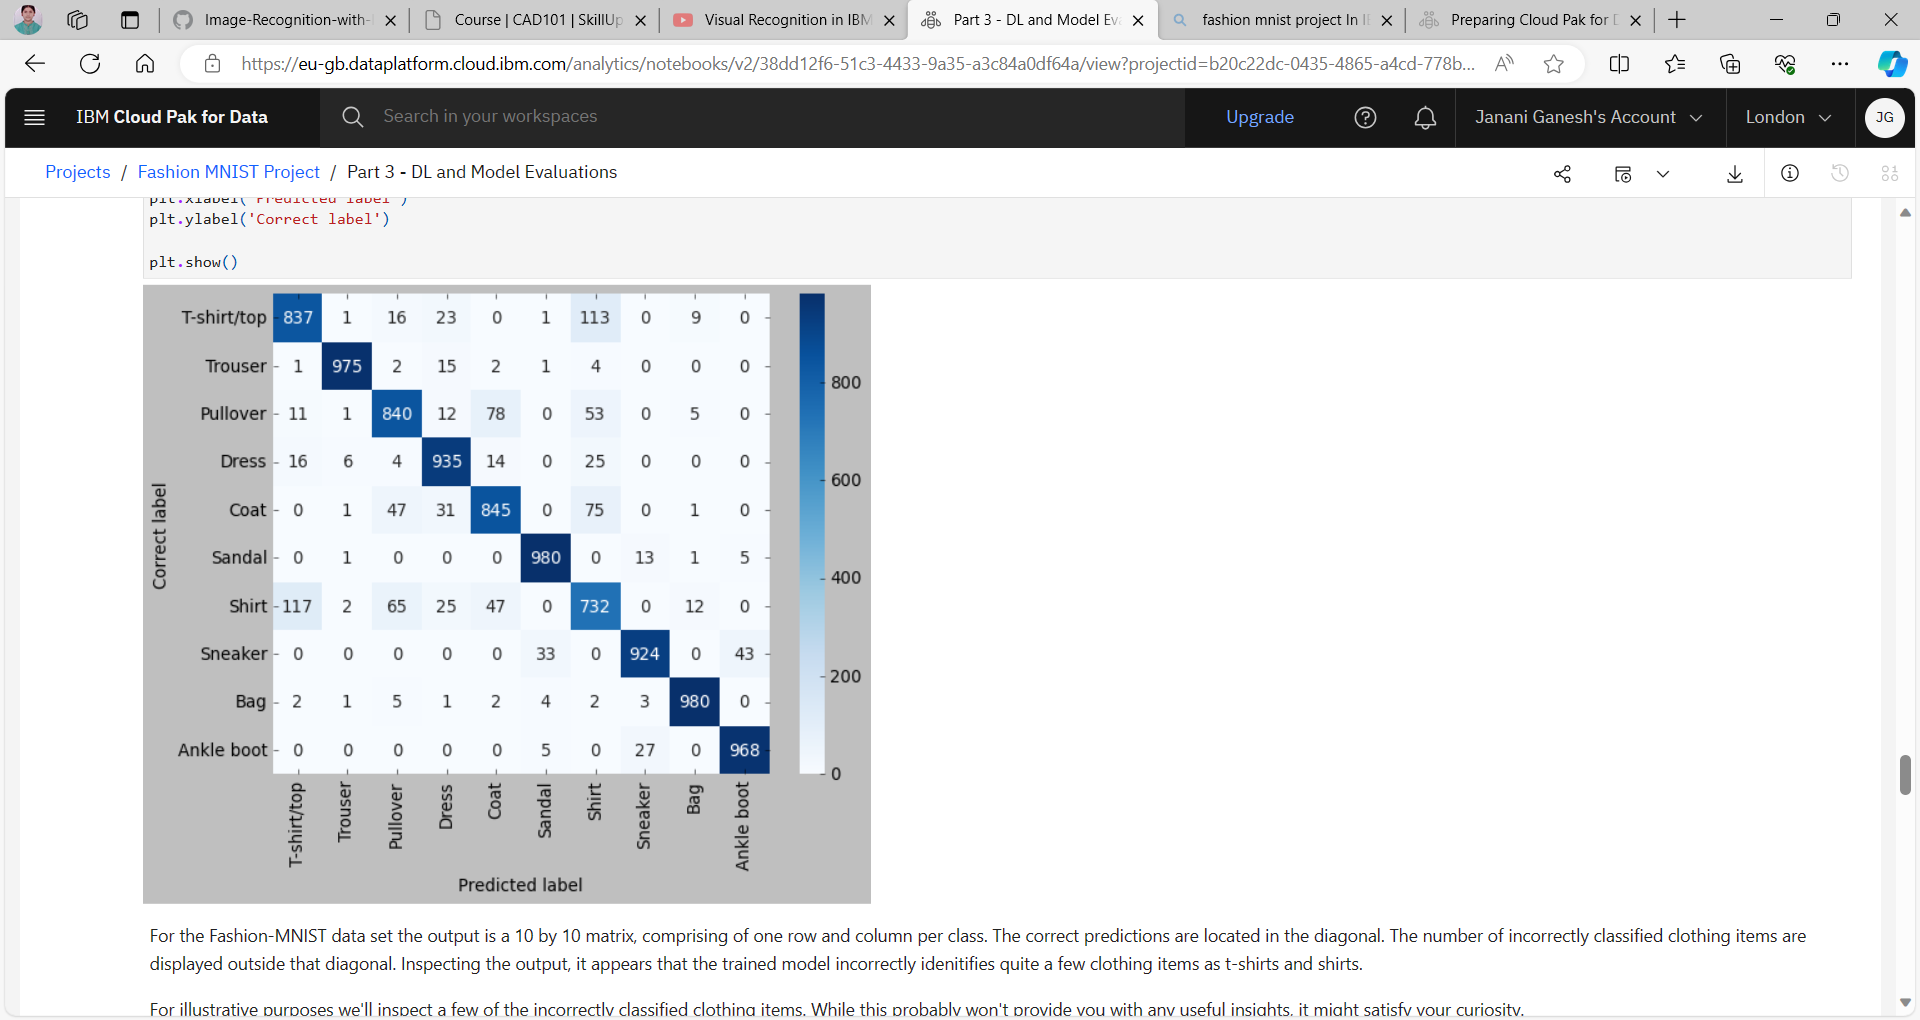 Image-Recognition-with-
Course | CAD101 | SkillUp
Visual Recognition in IBM
Part 3 - DL and Model Eva
fashion mnist project In I
Preparing Cloud Pak for D
https://eu-gb.dataplatform.cloud.ibm.com/analytics/notebooks/v2/38dd12f6-51c3-4433-9a35-a3c84a0df64a/view?projectid=b20c22dc-0435-4865-a4cd-778b...
IBM Cloud Pak for Data
Search in your workspaces
Upgrade
Janani Ganesh's Account
London
JG
Projects / Fashion MNIST Project / Part 3 - DL and Model Evaluations
plt.xlabel('Predicted label')
plt.ylabel('Correct label')
plt.show()
T-shirt/top 837 1 16 23 0 1 113 0 9 0
Trouser 1 975 2 15 2 1 4 0 0 0
Pullover 11 1 840 12 78 0 53 0 5 0
Dress 16 6 4 935 14 0 25 0 0 0
Coat 0 1 47 31 845 0 75 0 1 0
Sandal 0 1 0 0 0 980 0 13 1 5
Shirt 117 2 65 25 47 0 732 0 12 0
Sneaker 0 0 0 0 0 33 0 924 0 43
Bag 2 1 5 1 2 4 2 3 980 0
Ankle boot 0 0 0 0 0 5 0 27 0 968
Correct label
T-shirt/top
Trouser
Pullover
Dress
Coat
Sandal
Shirt
Sneaker
Bag
Ankle boot
Predicted label
800
600
400
200
0
For the Fashion-MNIST data set the output is a 10 by 10 matrix, comprising of one row and column per class. The correct predictions are located in the diagonal. The number of incorrectly classified clothing items are
displayed outside that diagonal. Inspecting the output, it appears that the trained model incorrectly idenitifies quite a few clothing items as t-shirts and shirts.
For illustrative purposes we'll inspect a few of the incorrectly classified clothing items. While this probably won't provide you with any useful insights, it might satisfy your curiosity.